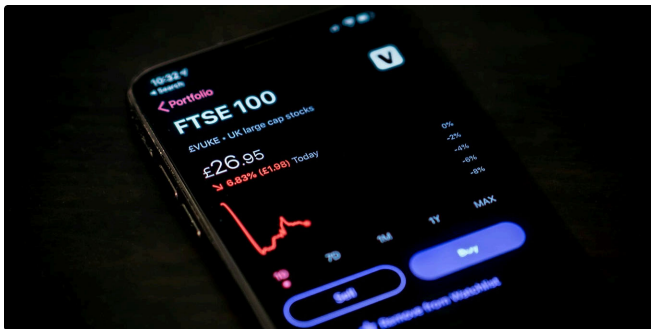 10:32
Search
Portfolio
FTSE 100
£VUKE • UK large cap stocks
£26.95
6.83% (£1.98) Today
0%
-2%
-4%
-6%
-8%
1D
7D
1M
1Y
MAX
Sell
Buy
Remove from Watchlist
V